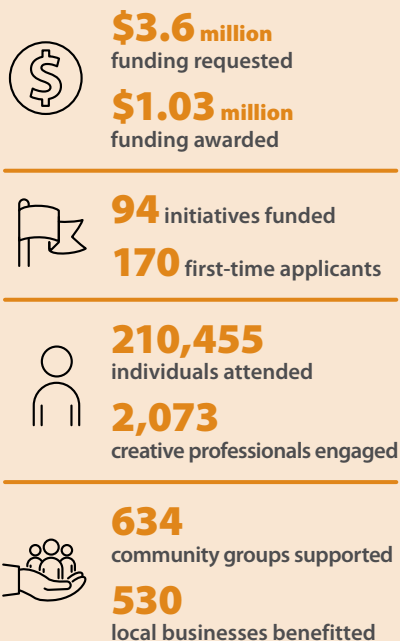 $3.6 million
funding requested
$1.03 million
funding awarded
94 initiatives funded
170 first-time applicants
210,455
individuals attended
2,073
creative professionals engaged
634
community groups supported
530
local businesses benefitted